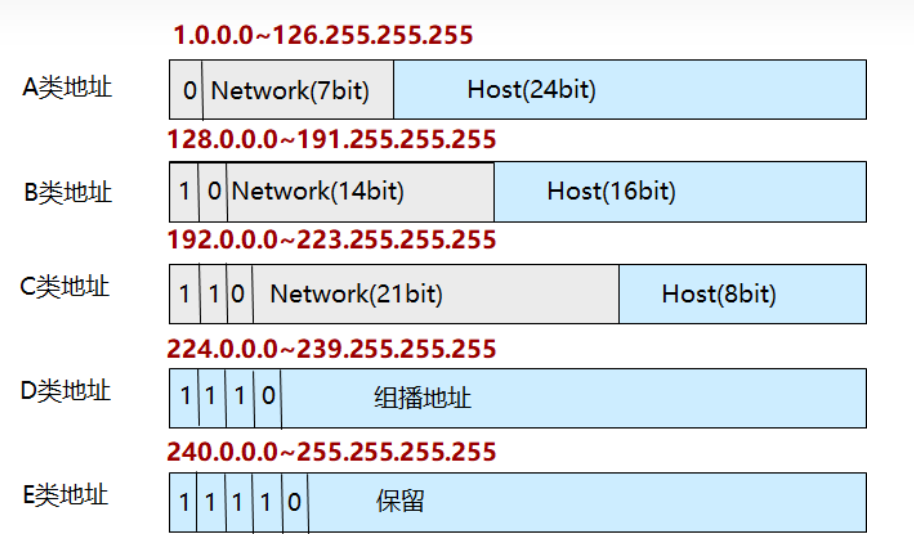 1.0.0.0~126.255.255.255
A类地址 0 Network(7bit) Host(24bit)
128.0.0.0~191.255.255.255
B类地址 1 0 Network(14bit) Host(16bit)
192.0.0.0~223.255.255.255
C类地址 1 1 0 Network(21bit) Host(8bit)
224.0.0.0~239.255.255.255
D类地址 1 1 1 0 组播地址
240.0.0.0~255.255.255.255
E类地址 1 1 1 1 0 保留